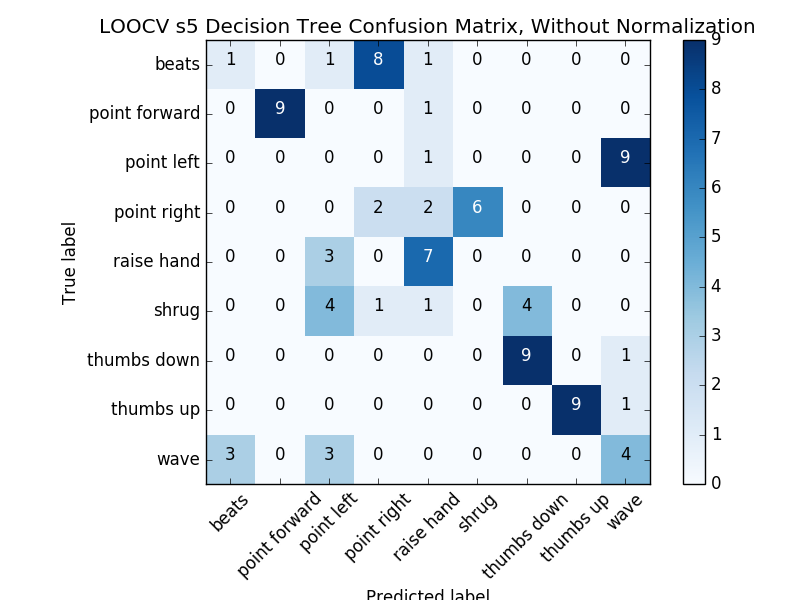 LOOCV s5 Decision Tree Confusion Matrix, Without Normalization
True label
beats 1 0 1 8 1 0 0 0 0
point forward 0 9 0 0 1 0 0 0 0
point left 0 0 0 0 1 0 0 0 9
point right 0 0 0 2 2 6 0 0 0
raise hand 0 0 3 0 7 0 0 0 0
shrug 0 0 4 1 1 0 4 0 0
thumbs down 0 0 0 0 0 0 9 0 1
thumbs up 0 0 0 0 0 0 0 9 1
wave 3 0 3 0 0 0 0 0 4
beats point forward point left point right raise hand shrug thumbs down thumbs up wave
Predicted label
9
8
7
6
5
4
3
2
1
0